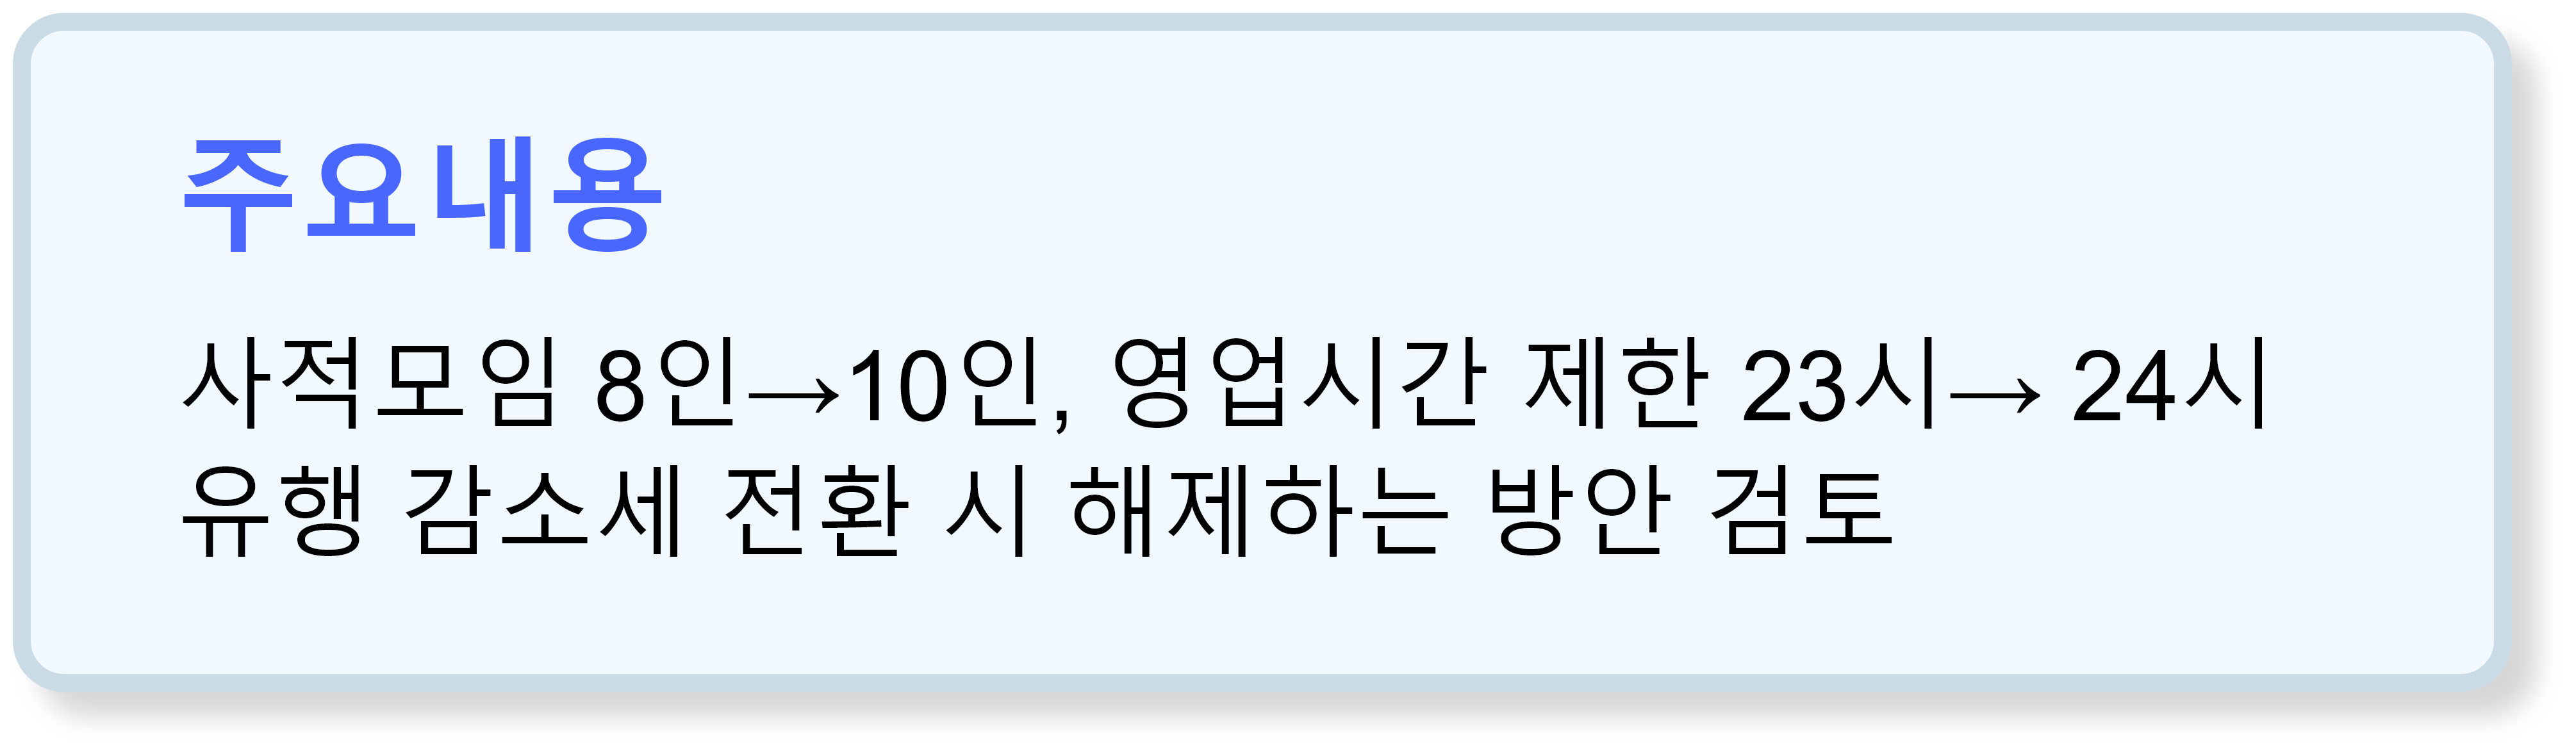 주요내용
사적모임 8인→10인, 영업시간 제한 23시→ 24시
유행 감소세 전환 시 해제하는 방안 검토